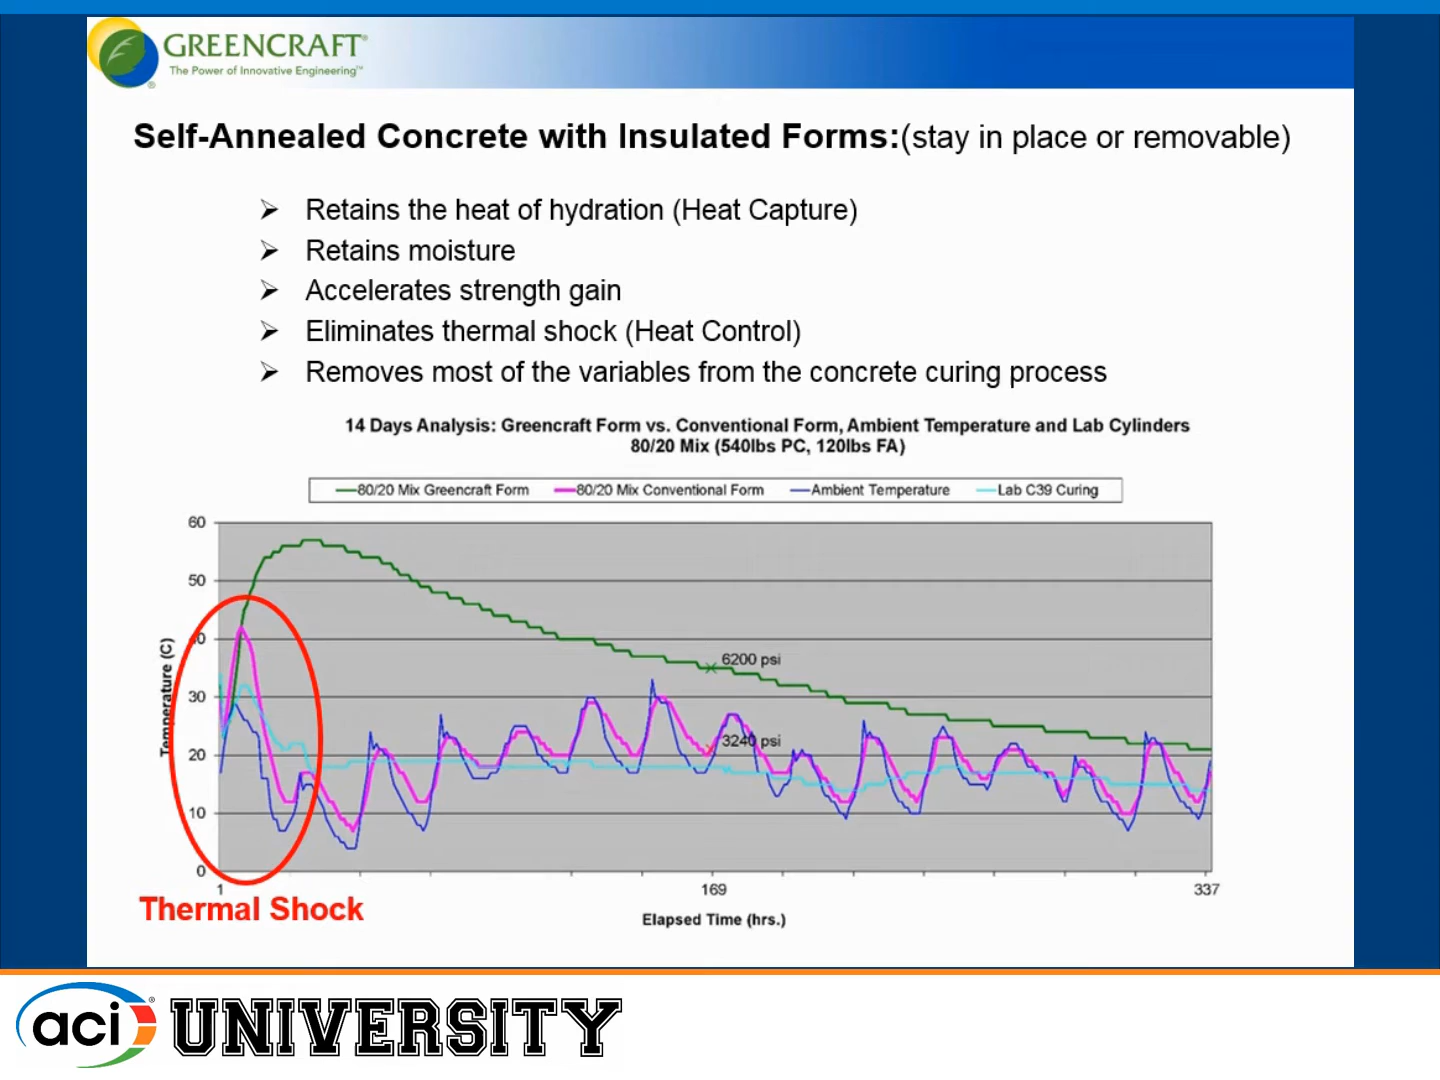 GREENCRAFT®
The Power of Innovative Engineering™
Self-Annealed Concrete with Insulated Forms:(stay in place or removable)
➢ Retains the heat of hydration (Heat Capture)
➢ Retains moisture
➢ Accelerates strength gain
➢ Eliminates thermal shock (Heat Control)
➢ Removes most of the variables from the concrete curing process
14 Days Analysis: Greencraft Form vs. Conventional Form, Ambient Temperature and Lab Cylinders
80/20 Mix (540lbs PC, 120lbs FA)
80/20 Mix Greencraft Form 80/20 Mix Conventional Form Ambient Temperature Lab C39 Curing
60
50
40
30
20
10
0
Temperature (C)
6200 psi
3240 psi
1 169 337
Elapsed Time (hrs.)
Thermal Shock
aci® UNIVERSITY